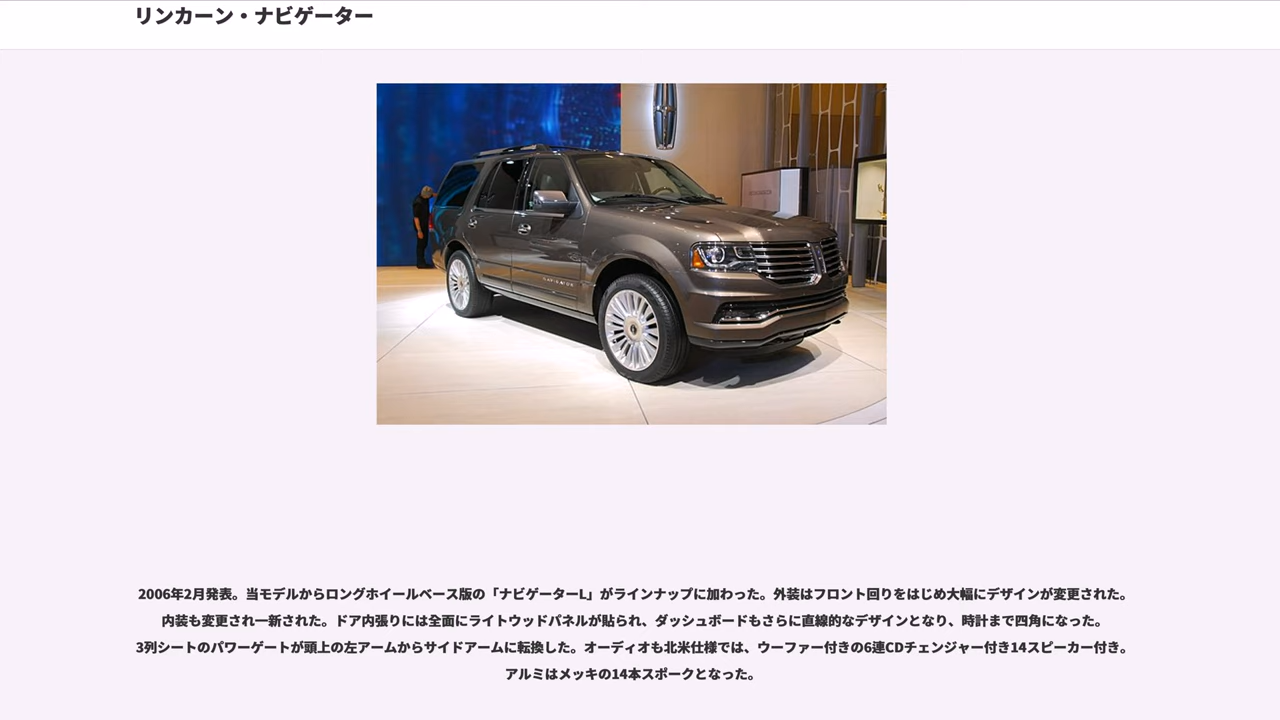 リンカーン・ナビゲーター
NAVIGATOR
2006年2月発表。当モデルからロングホイールベース版の「ナビゲーターL」がラインナップに加わった。外装はフロント回りをはじめ大幅にデザインが変更された。
内装も変更され一新された。ドア内張りには全面にライトウッドパネルが貼られ、ダッシュボードもさらに直線的なデザインとなり、時計まで四角になった。
3列シートのパワーゲートが頭上の左アームからサイドアームに転換した。オーディオも北米仕様では、ウーファー付きの6連CDチェンジャー付き14スピーカー付き。
アルミはメッキの14本スポークとなった。